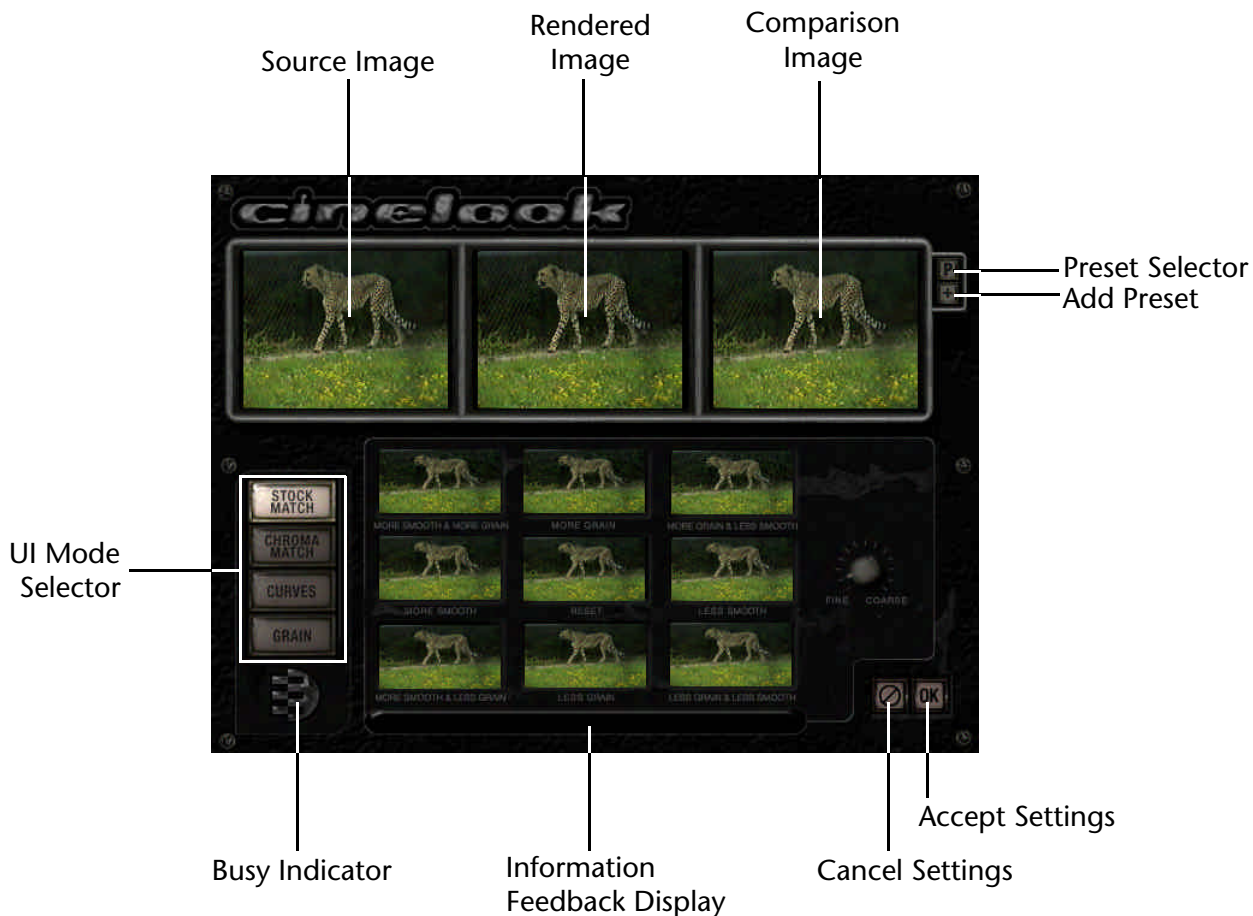 Source Image
Rendered
Image
Comparison
Image
cinelook
P
Preset Selector
+
Add Preset
STOCK
MATCH
CHROMA
MATCH
CURVES
GRAIN
UI Mode
Selector
MORE SMOOTH & MORE GRAIN
MORE GRAIN
MORE GRAIN & LESS SMOOTH
MORE SMOOTH
RESET
LESS SMOOTH
FINE COARSE
MORE SMOOTH & LESS GRAIN
LESS GRAIN
LESS GRAIN & LESS SMOOTH
OK
Accept Settings
Busy Indicator
Information
Feedback Display
Cancel Settings